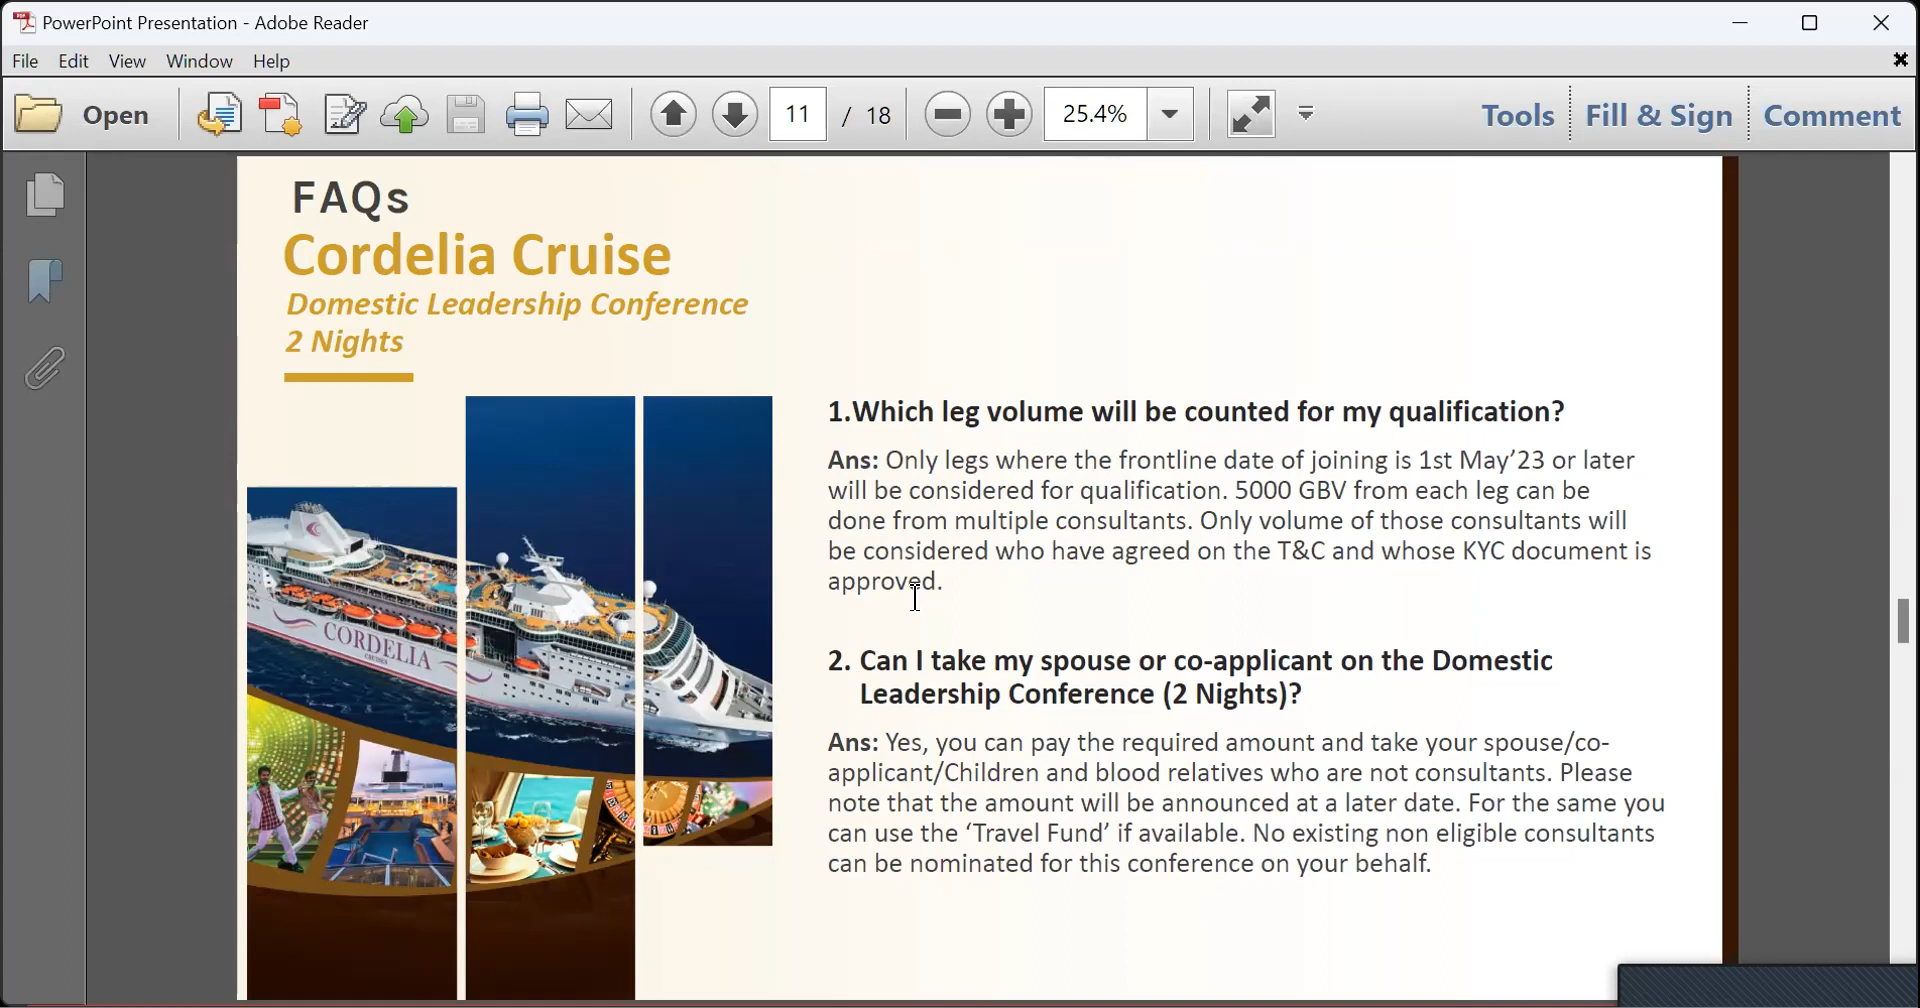 PowerPoint Presentation - Adobe Reader
File Edit View Window Help
Open 11 / 18 25.4% Tools Fill & Sign Comment
FAQs
Cordelia Cruise
Domestic Leadership Conference
2 Nights
CORDELIA
CRUISES
1.Which leg volume will be counted for my qualification?
Ans: Only legs where the frontline date of joining is 1st May’23 or later
will be considered for qualification. 5000 GBV from each leg can be
done from multiple consultants. Only volume of those consultants will
be considered who have agreed on the T&C and whose KYC document is
approved.
2. Can I take my spouse or co-applicant on the Domestic
Leadership Conference (2 Nights)?
Ans: Yes, you can pay the required amount and take your spouse/co-
applicant/Children and blood relatives who are not consultants. Please
note that the amount will be announced at a later date. For the same you
can use the ‘Travel Fund’ if available. No existing non eligible consultants
can be nominated for this conference on your behalf.